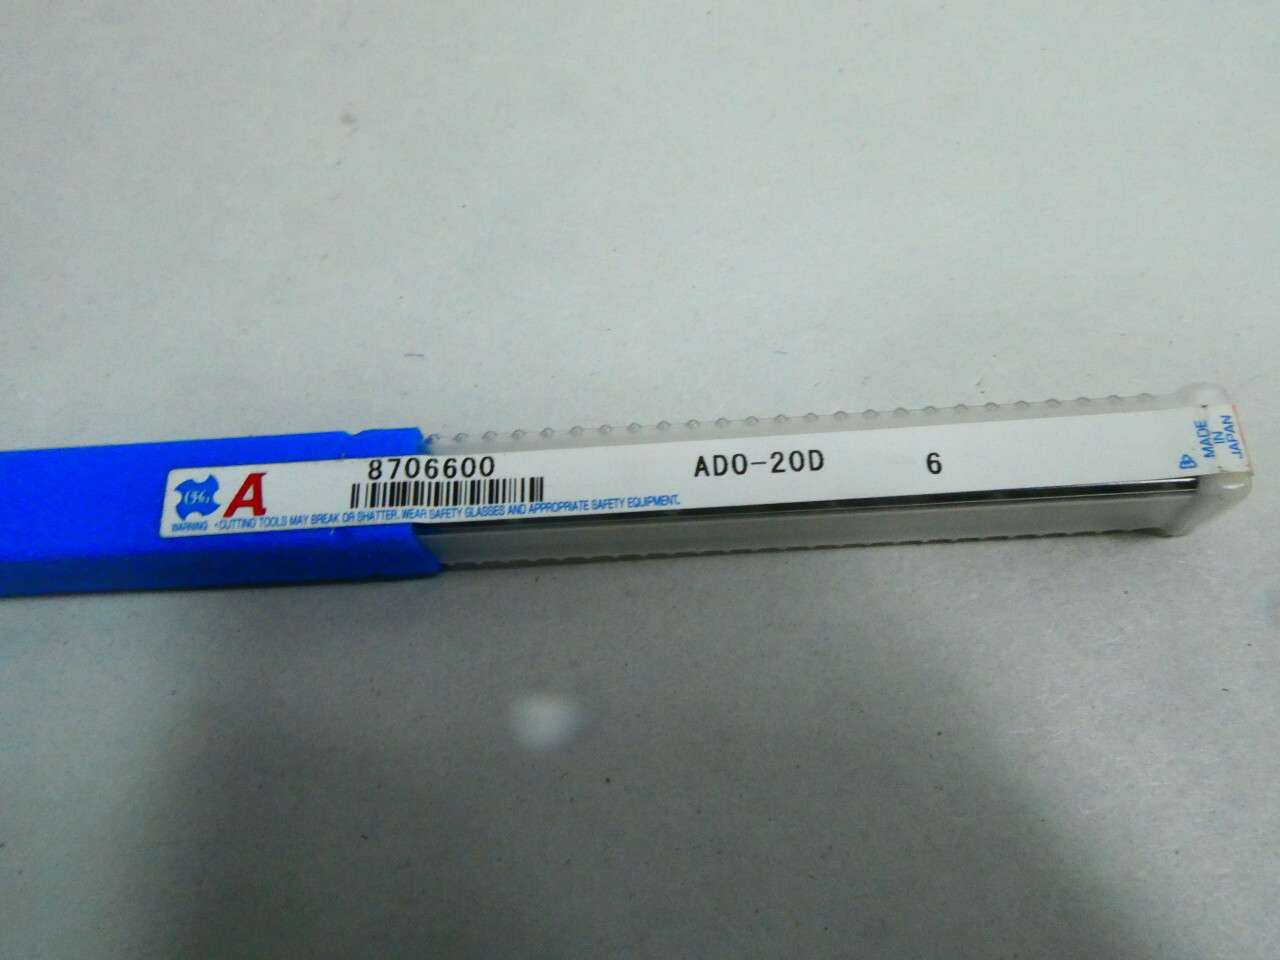 OSG
A
8706600
ADO-20D 6
WARNING • CUTTING TOOLS MAY BREAK OR SHATTER. WEAR SAFETY GLASSES AND APPROPRIATE SAFETY EQUIPMENT.
MADE
IN
JAPAN